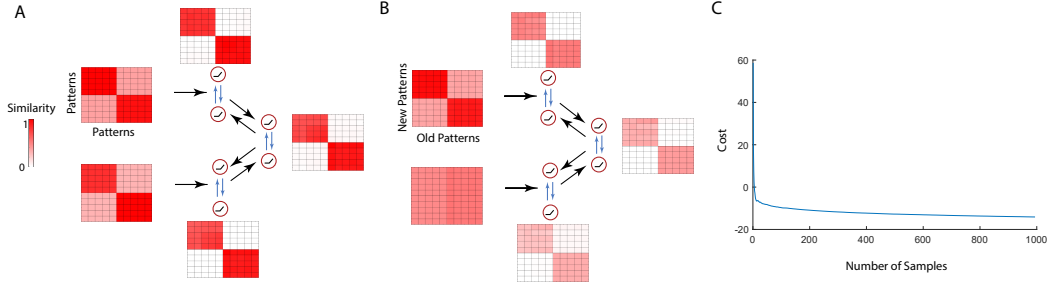 A
Patterns
Similarity
1
0
Patterns
B
New Patterns
Old Patterns
C
Cost
60
40
20
0
-20
0
200
400
600
800
1000
Number of Samples